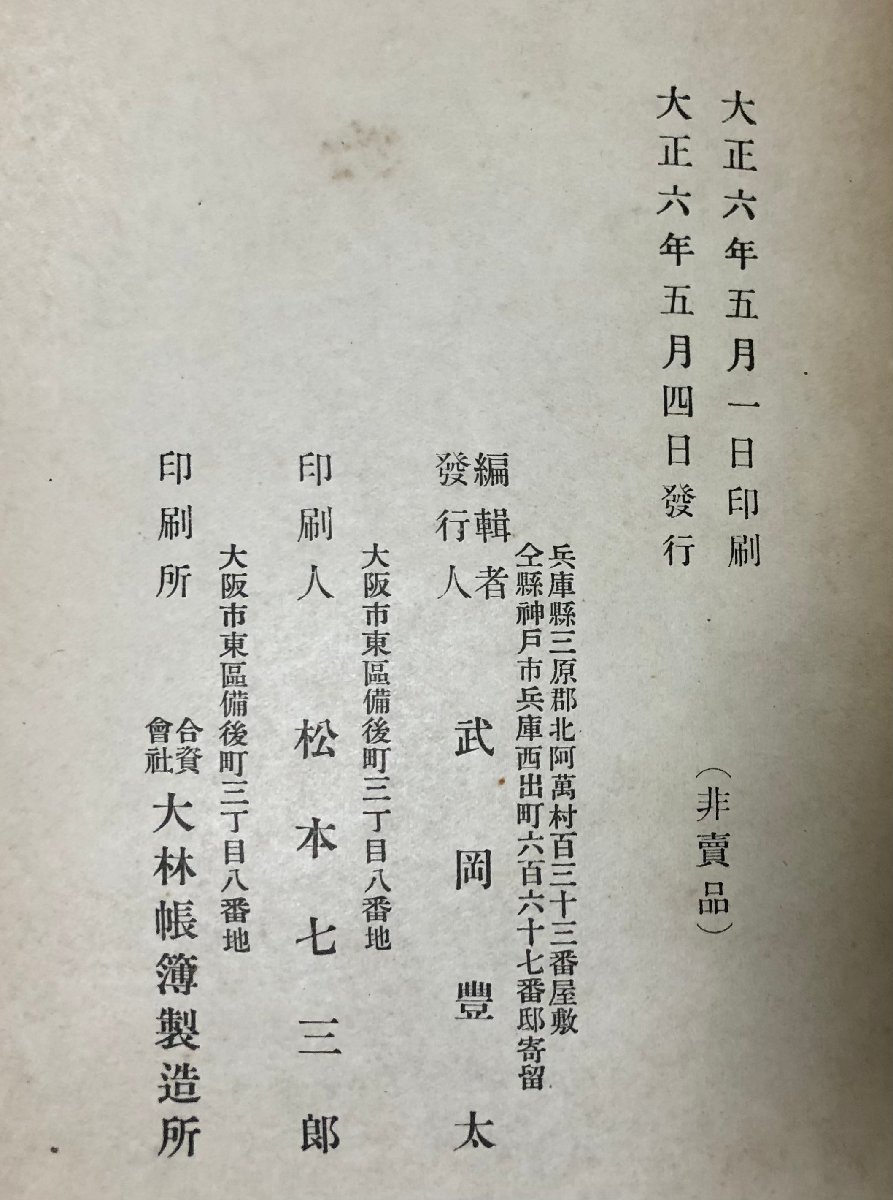 大正六年五月一日印刷
大正六年五月四日發行
（非賣品）
兵庫縣三原郡北阿萬村百三十三番屋敷
仝縣神戶市兵庫西出町六百六十七番邸寄留
編輯者
發行人
武岡豐太
大阪市東區備後町三丁目八番地
印刷人 松本七三郎
大阪市東區備後町三丁目八番地
印刷所 合資會社 大林帳簿製造所